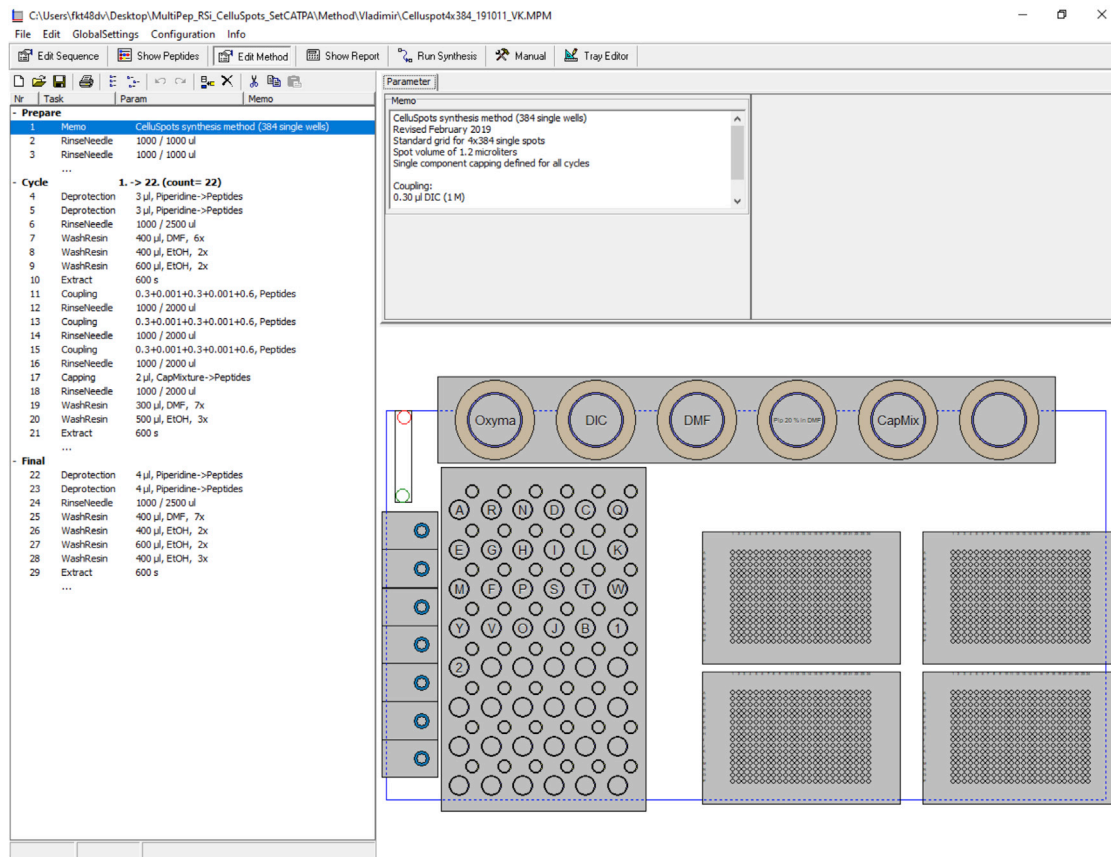 C:\Users\fkt48dv\Desktop\MultiPep_RSi_CelluSpots_SetCATPA\Method\Vladimir\Celluspot4x384_191011_VK.MPM
File Edit GlobalSettings Configuration Info
Edit Sequence Show Peptides Edit Method Show Report Run Synthesis Manual Tray Editor
Nr Task Param Memo
- Prepare
1 Memo CelluSpots synthesis method (384 single wells)
2 RinseNeedle 1000 / 1000 ul
3 RinseNeedle 1000 / 1000 ul
...
- Cycle 1. -> 22. (count= 22)
4 Deprotection 3 µl, Piperidine->Peptides
5 Deprotection 3 µl, Piperidine->Peptides
6 RinseNeedle 1000 / 2500 ul
7 WashResin 400 µl, DMF, 6x
8 WashResin 400 µl, EtOH, 2x
9 WashResin 600 µl, EtOH, 2x
10 Extract 600 s
11 Coupling 0.3+0.001+0.3+0.001+0.6, Peptides
12 RinseNeedle 1000 / 2000 ul
13 Coupling 0.3+0.001+0.3+0.001+0.6, Peptides
14 RinseNeedle 1000 / 2000 ul
15 Coupling 0.3+0.001+0.3+0.001+0.6, Peptides
16 RinseNeedle 1000 / 2000 ul
17 Capping 2 µl, CapMixture->Peptides
18 RinseNeedle 1000 / 2000 ul
19 WashResin 300 µl, DMF, 7x
20 WashResin 500 µl, EtOH, 3x
21 Extract 600 s
...
- Final
22 Deprotection 4 µl, Piperidine->Peptides
23 Deprotection 4 µl, Piperidine->Peptides
24 RinseNeedle 1000 / 2500 ul
25 WashResin 400 µl, DMF, 7x
26 WashResin 400 µl, EtOH, 2x
27 WashResin 600 µl, EtOH, 2x
28 WashResin 400 µl, EtOH, 3x
29 Extract 600 s
...
Parameter
Memo
CelluSpots synthesis method (384 single wells)
Revised February 2019
Standard grid for 4x384 single spots
Spot volume of 1.2 microliters
Single component capping defined for all cycles
Coupling:
0.30 µl DIC (1 M)
Oxyma DIC DMF Pip 20 % in DMF CapMix
A R N D C Q
E G H I L K
M F P S T W
Y V O J B 1
2